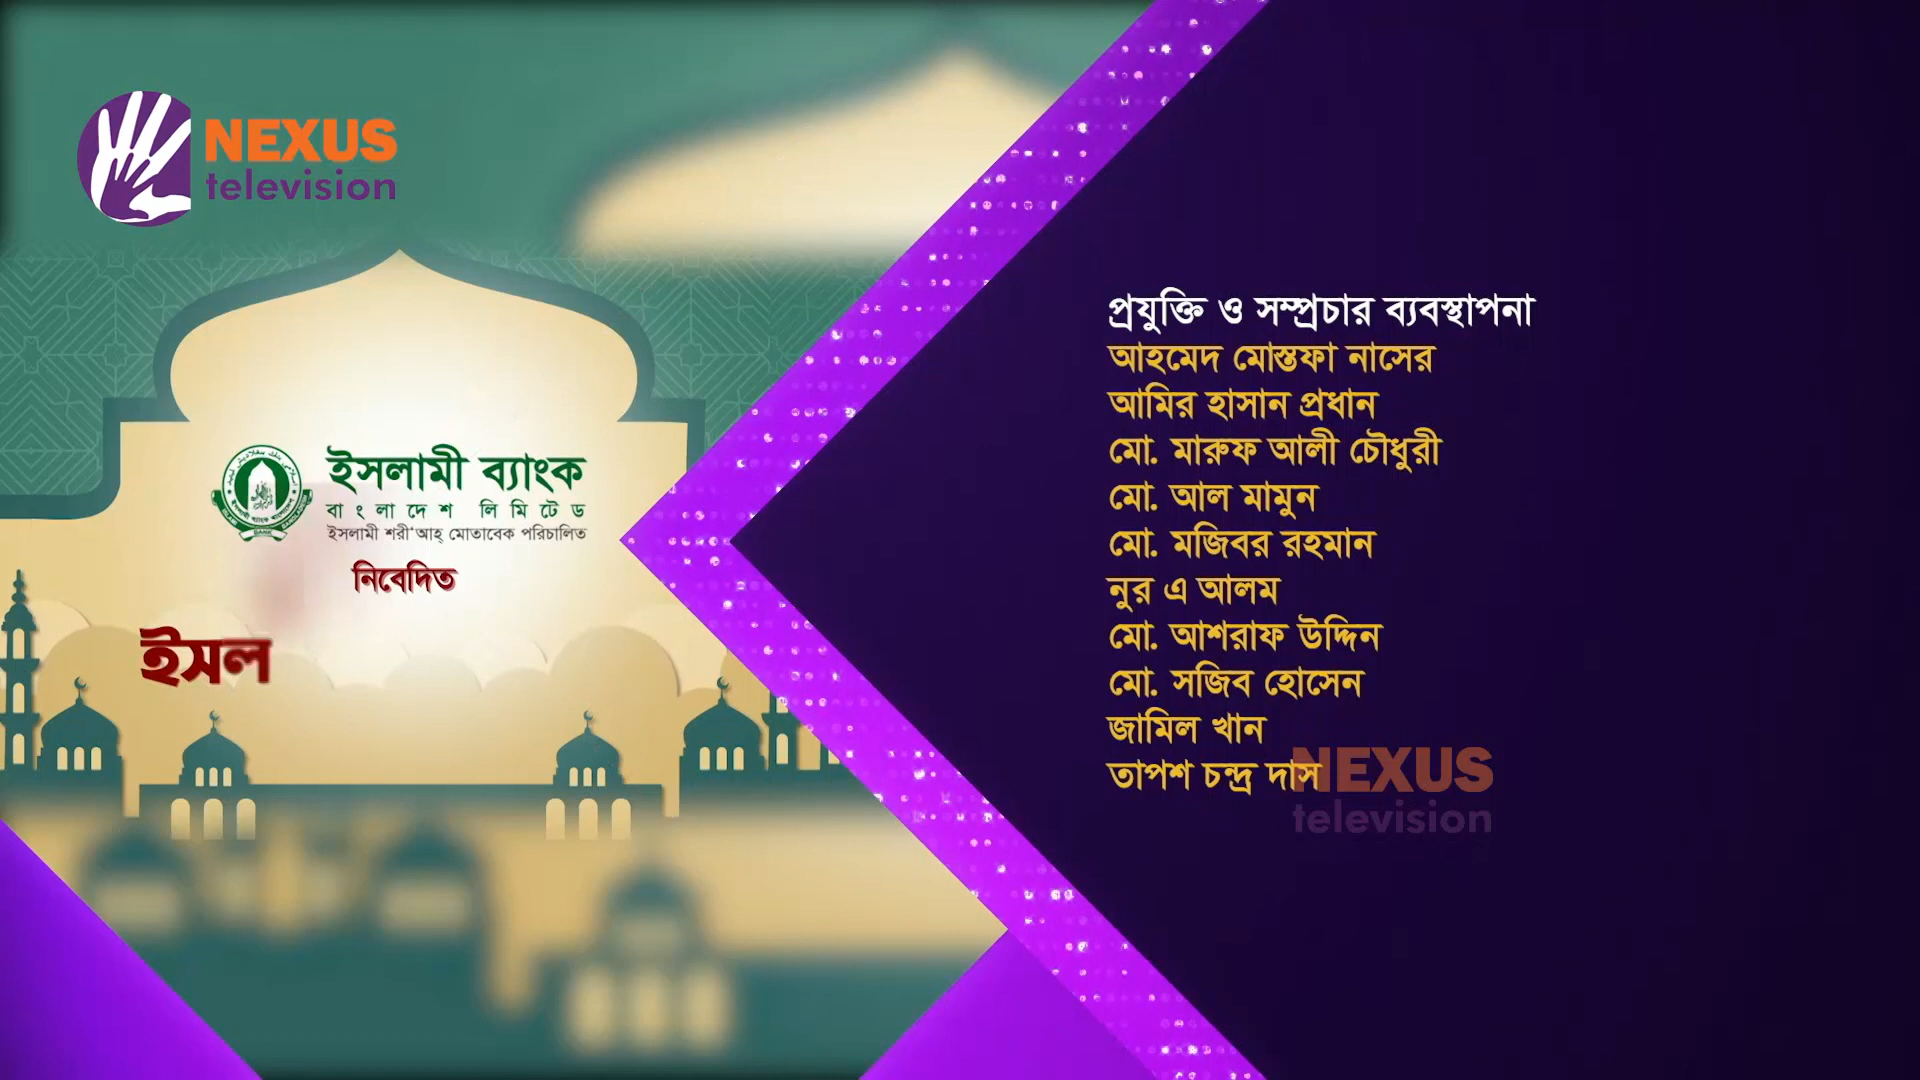 NEXUS
television
ইসলামী ব্যাংক
বাংলাদেশ লিমিটেড
ইসলামী শরী'আহ্ মোতাবেক পরিচালিত
নিবেদিত
ইসল
প্রযুক্তি ও সম্প্রচার ব্যবস্থাপনা
আহমেদ মোস্তফা নাসের
আমির হাসান প্রধান
মো. মারুফ আলী চৌধুরী
মো. আল মামুন
মো. মজিবর রহমান
নুর এ আলম
মো. আশরাফ উদ্দিন
মো. সজিব হোসেন
জামিল খান
তাপশ চন্দ্র দাস
NEXUS
television